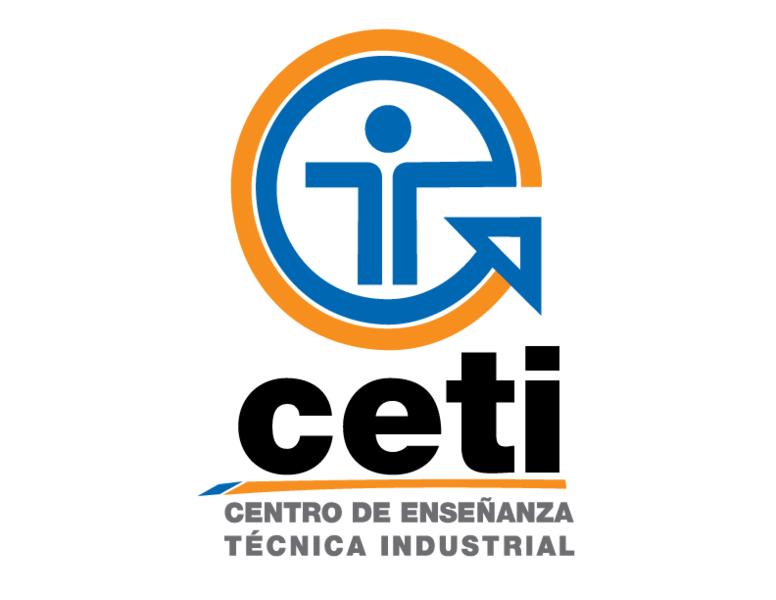 ceti
CENTRO DE ENSEÑANZA
TÉCNICA INDUSTRIAL